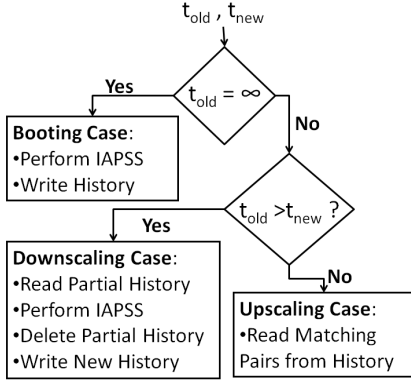 t_old , t_new
t_old = ∞
Yes
No
Booting Case:
•Perform IAPSS
•Write History
t_old >t_new ?
Yes
No
Downscaling Case:
•Read Partial History
•Perform IAPSS
•Delete Partial History
•Write New History
Upscaling Case:
•Read Matching
Pairs from History